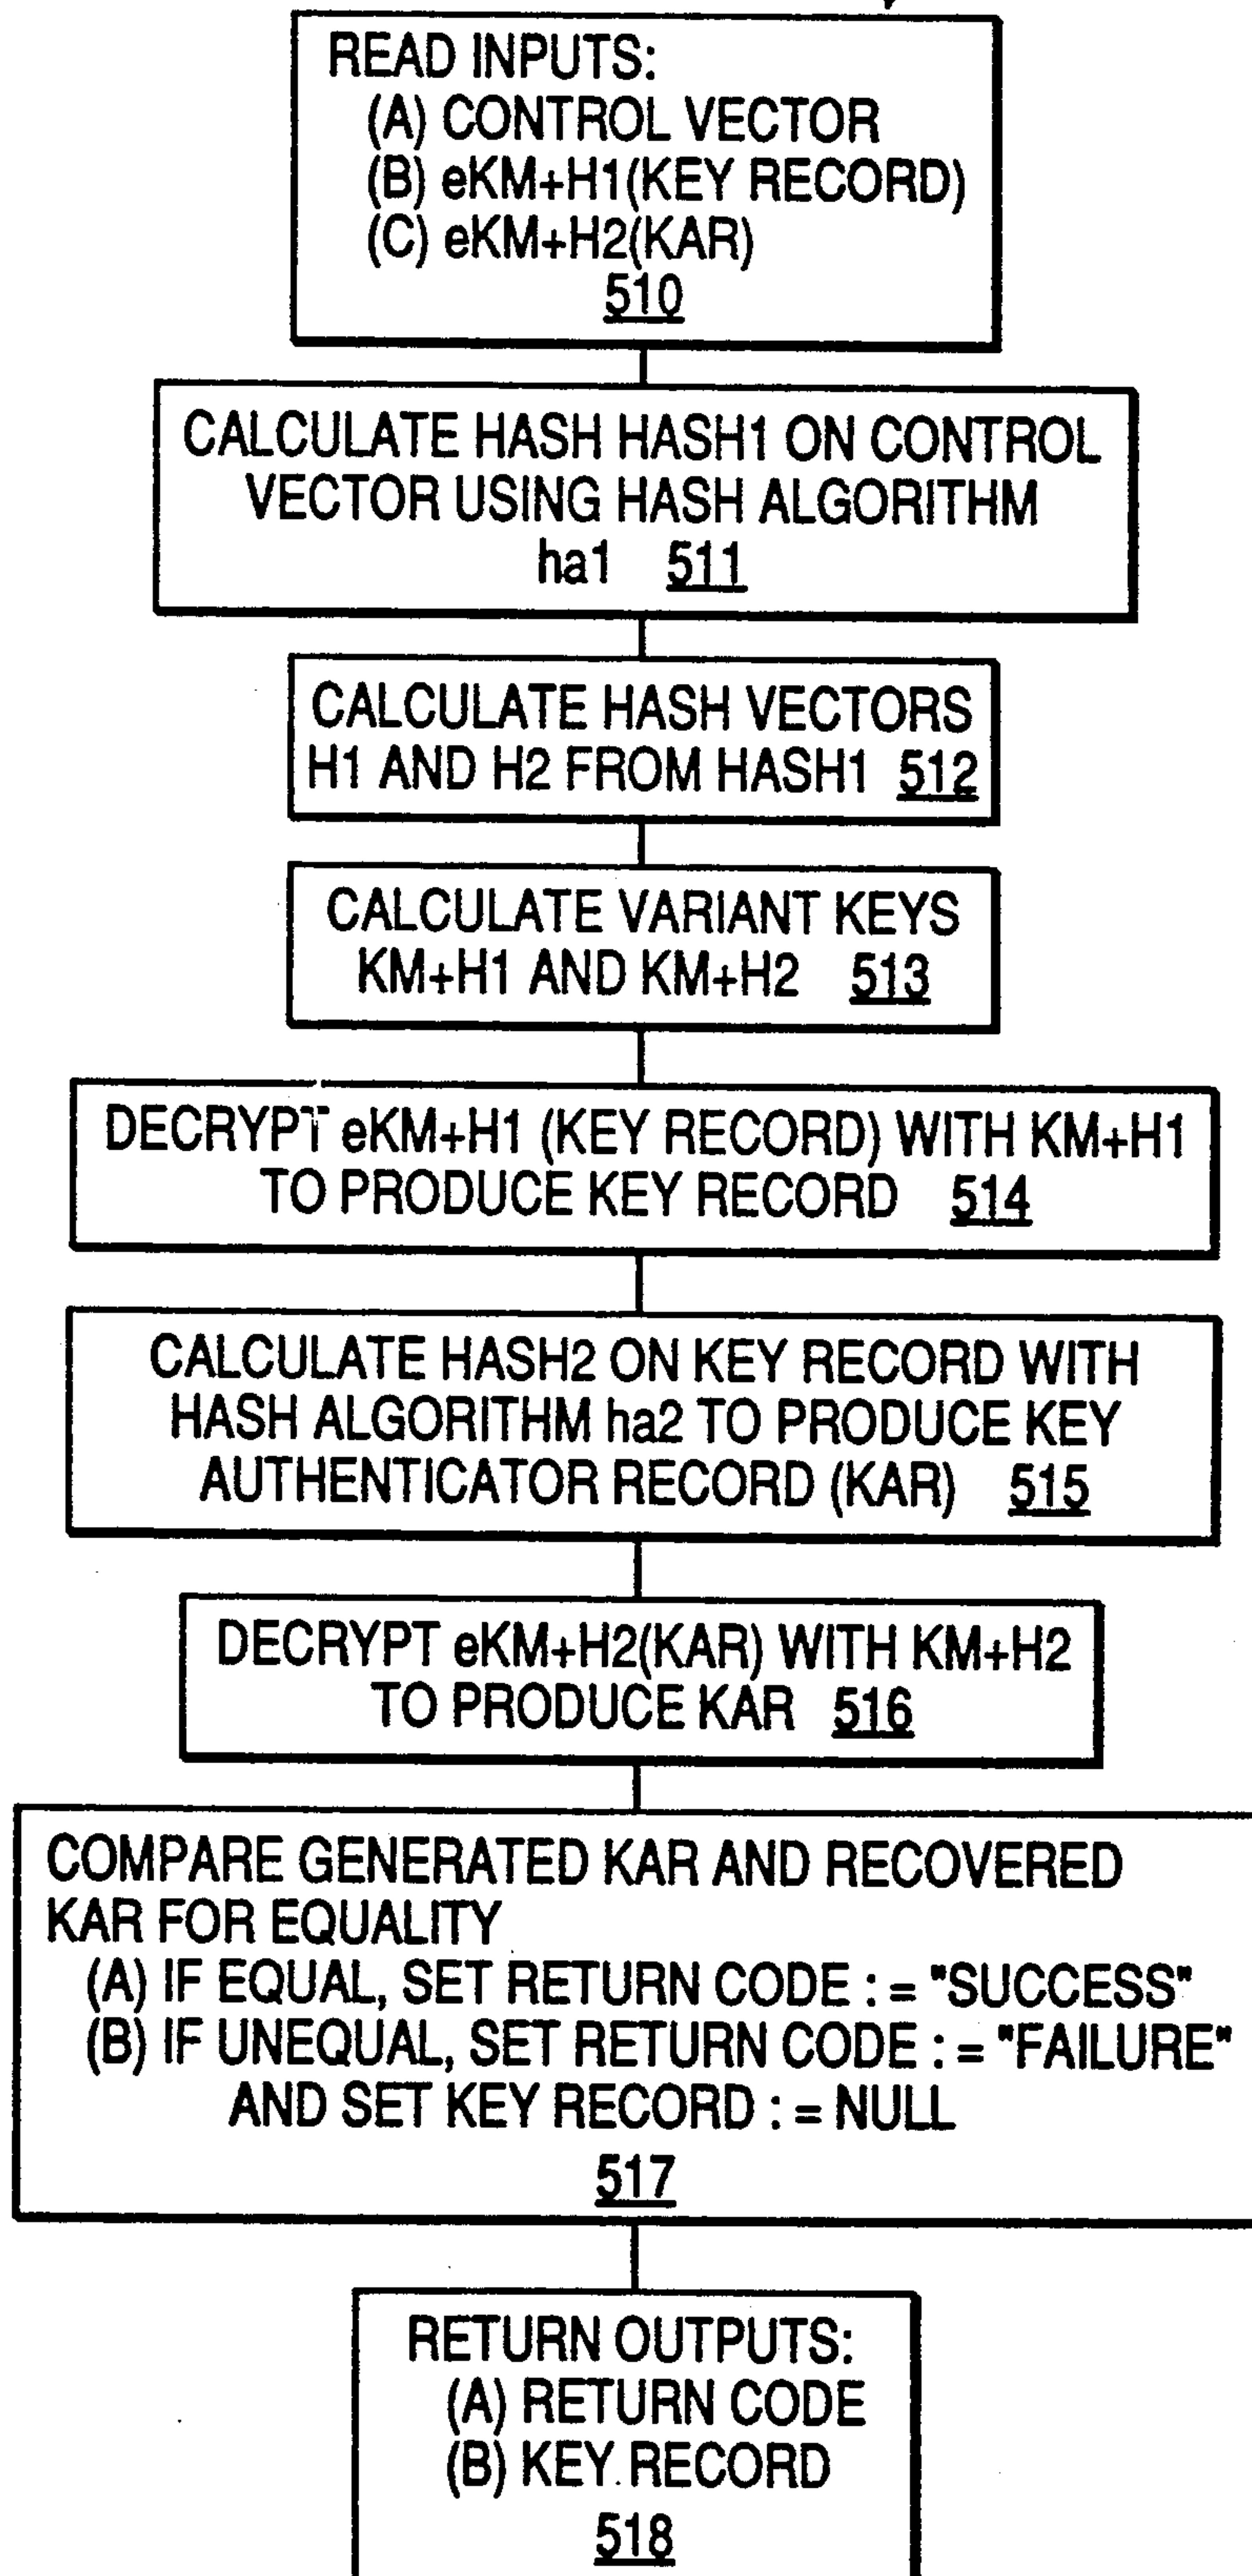 READ INPUTS:
(A) CONTROL VECTOR
(B) eKM+H1(KEY RECORD)
(C) eKM+H2(KAR)
510
CALCULATE HASH HASH1 ON CONTROL
VECTOR USING HASH ALGORITHM
ha1 511
CALCULATE HASH VECTORS
H1 AND H2 FROM HASH1 512
CALCULATE VARIANT KEYS
KM+H1 AND KM+H2 513
DECRYPT eKM+H1 (KEY RECORD) WITH KM+H1
TO PRODUCE KEY RECORD 514
CALCULATE HASH2 ON KEY RECORD WITH
HASH ALGORITHM ha2 TO PRODUCE KEY
AUTHENTICATOR RECORD (KAR) 515
DECRYPT eKM+H2(KAR) WITH KM+H2
TO PRODUCE KAR 516
COMPARE GENERATED KAR AND RECOVERED
KAR FOR EQUALITY
(A) IF EQUAL, SET RETURN CODE : = "SUCCESS"
(B) IF UNEQUAL, SET RETURN CODE : = "FAILURE"
AND SET KEY RECORD : = NULL
517
RETURN OUTPUTS:
(A) RETURN CODE
(B) KEY RECORD
518